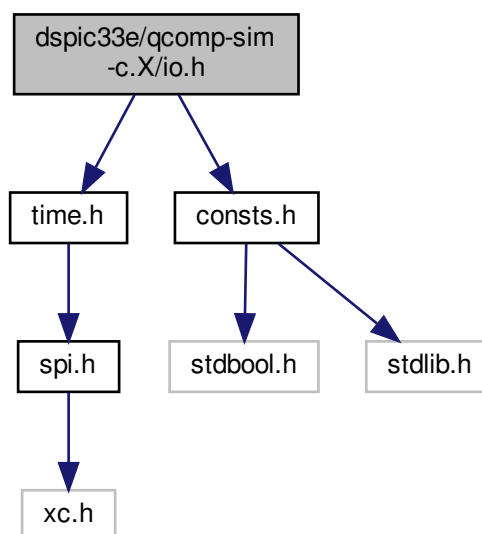 dspic33e/qcomp-sim
-c.X/io.h
time.h
consts.h
spi.h
stdbool.h
stdlib.h
xc.h